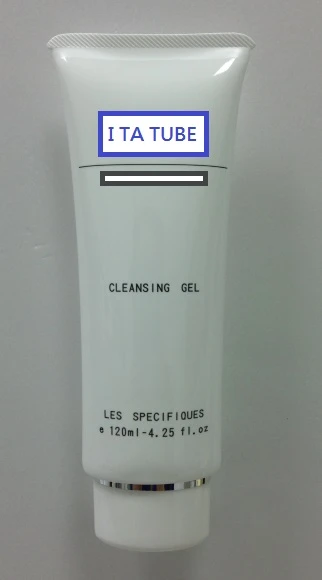 I TA TUBE
CLEANSING GEL
LES SPECIFIQUES
e 120ml-4.25 fl.oz